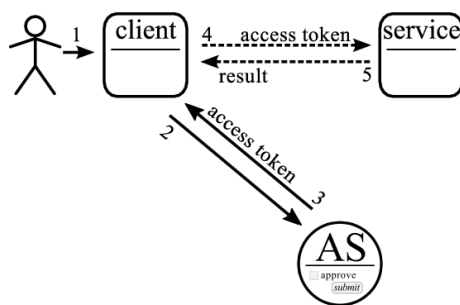 1
client
4 access token
service
result 5
2
access token
3
AS
approve
submit